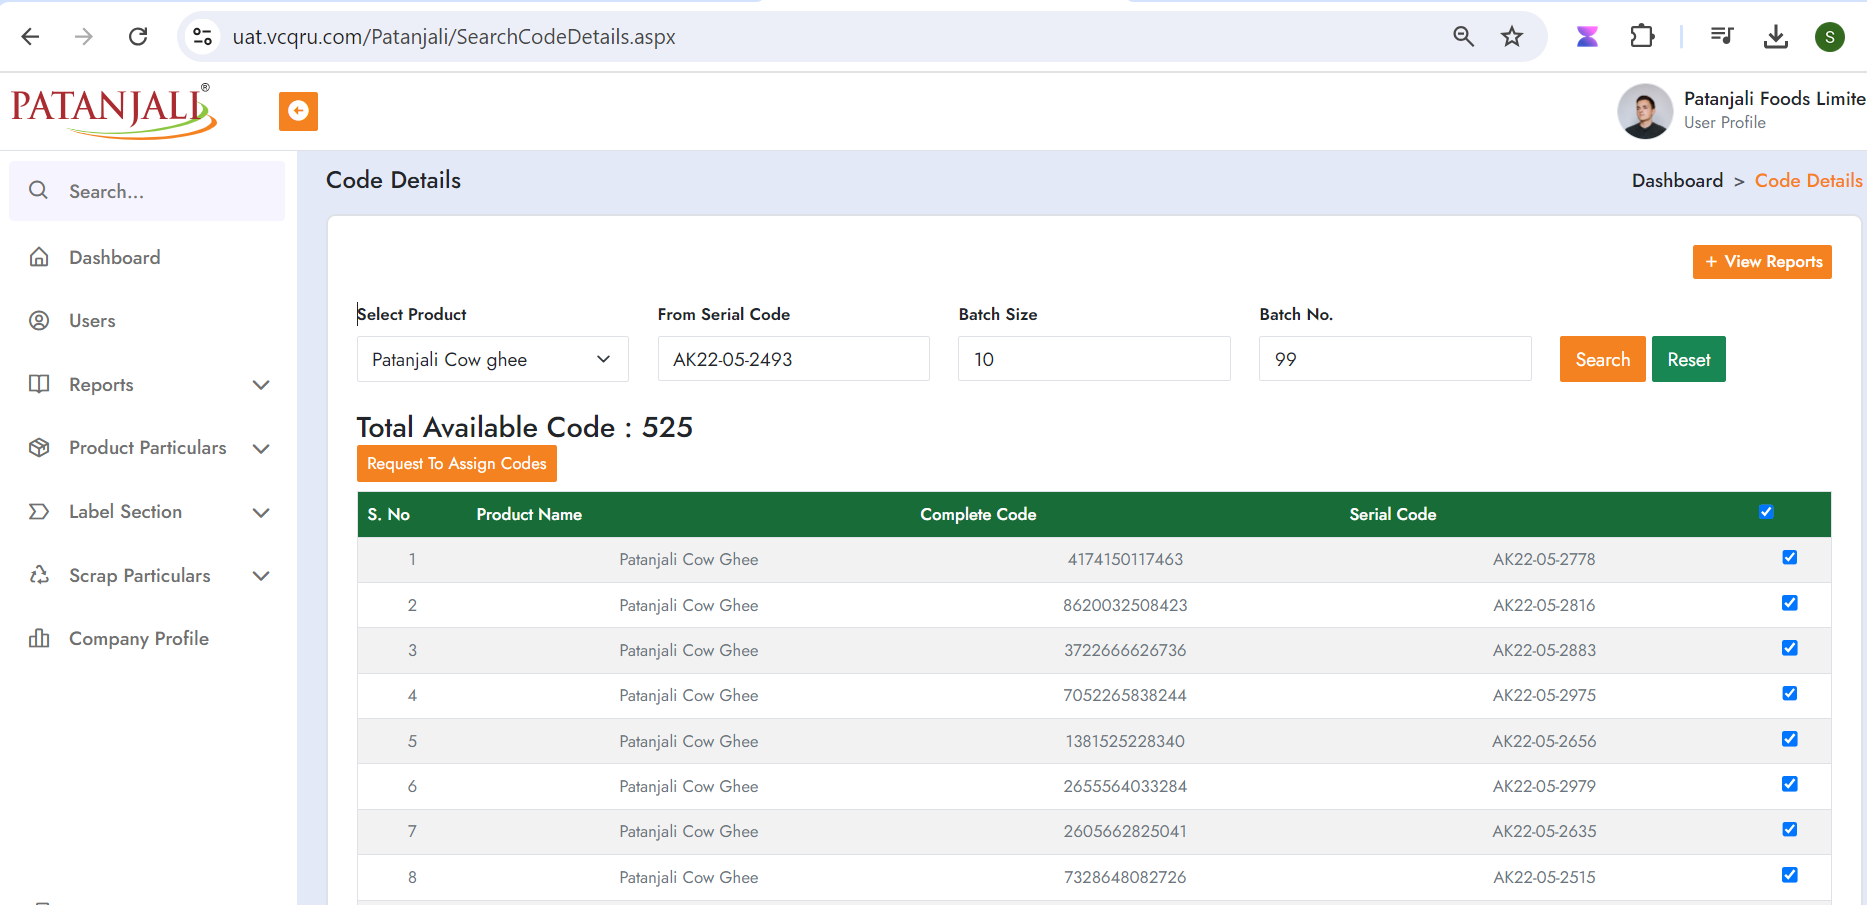 uat.vcqru.com/Patanjali/SearchCodeDetails.aspx
S
PATANJALI®
Patanjali Foods Limite
User Profile
Search...
Dashboard
Users
Reports
Product Particulars
Label Section
Scrap Particulars
Company Profile
Code Details
Dashboard > Code Details
+ View Reports
Select Product From Serial Code Batch Size Batch No.
Patanjali Cow ghee AK22-05-2493 10 99 Search Reset
Total Available Code : 525
Request To Assign Codes
S. No Product Name Complete Code Serial Code
1 Patanjali Cow Ghee 4174150117463 AK22-05-2778
2 Patanjali Cow Ghee 8620032508423 AK22-05-2816
3 Patanjali Cow Ghee 3722666626736 AK22-05-2883
4 Patanjali Cow Ghee 7052265838244 AK22-05-2975
5 Patanjali Cow Ghee 1381525228340 AK22-05-2656
6 Patanjali Cow Ghee 2655564033284 AK22-05-2979
7 Patanjali Cow Ghee 2605662825041 AK22-05-2635
8 Patanjali Cow Ghee 7328648082726 AK22-05-2515